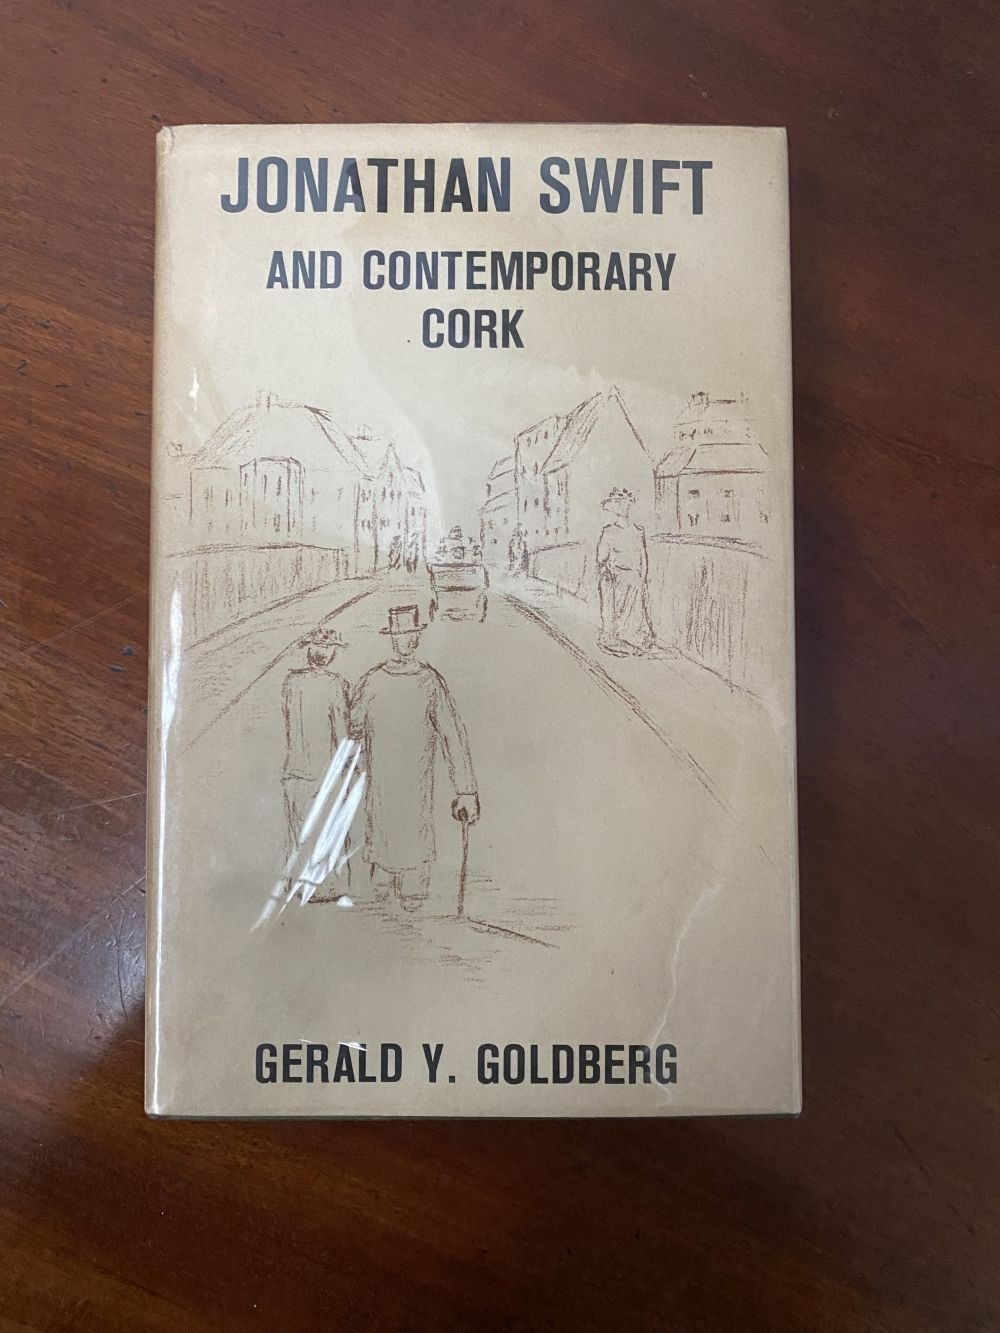 JONATHAN SWIFT
AND CONTEMPORARY
CORK
GERALD Y. GOLDBERG